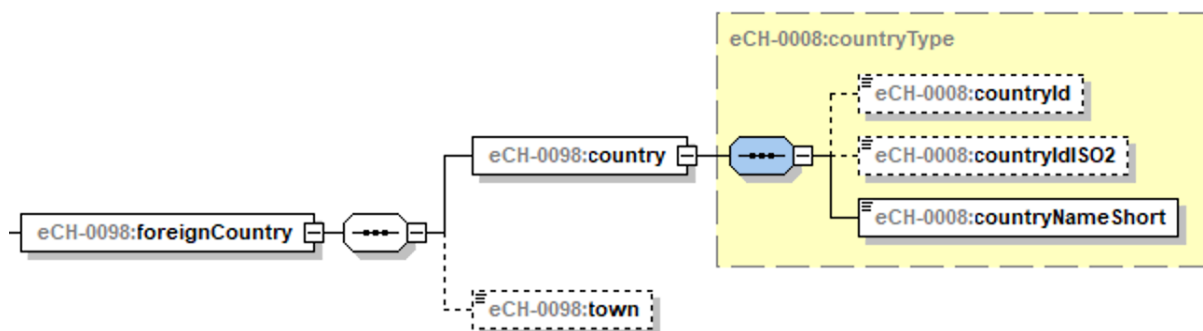 eCH-0008:countryType
eCH-0008:countryId
eCH-0098:country
eCH-0008:countryIdISO2
eCH-0008:countryNameShort
eCH-0098:foreignCountry
eCH-0098:town